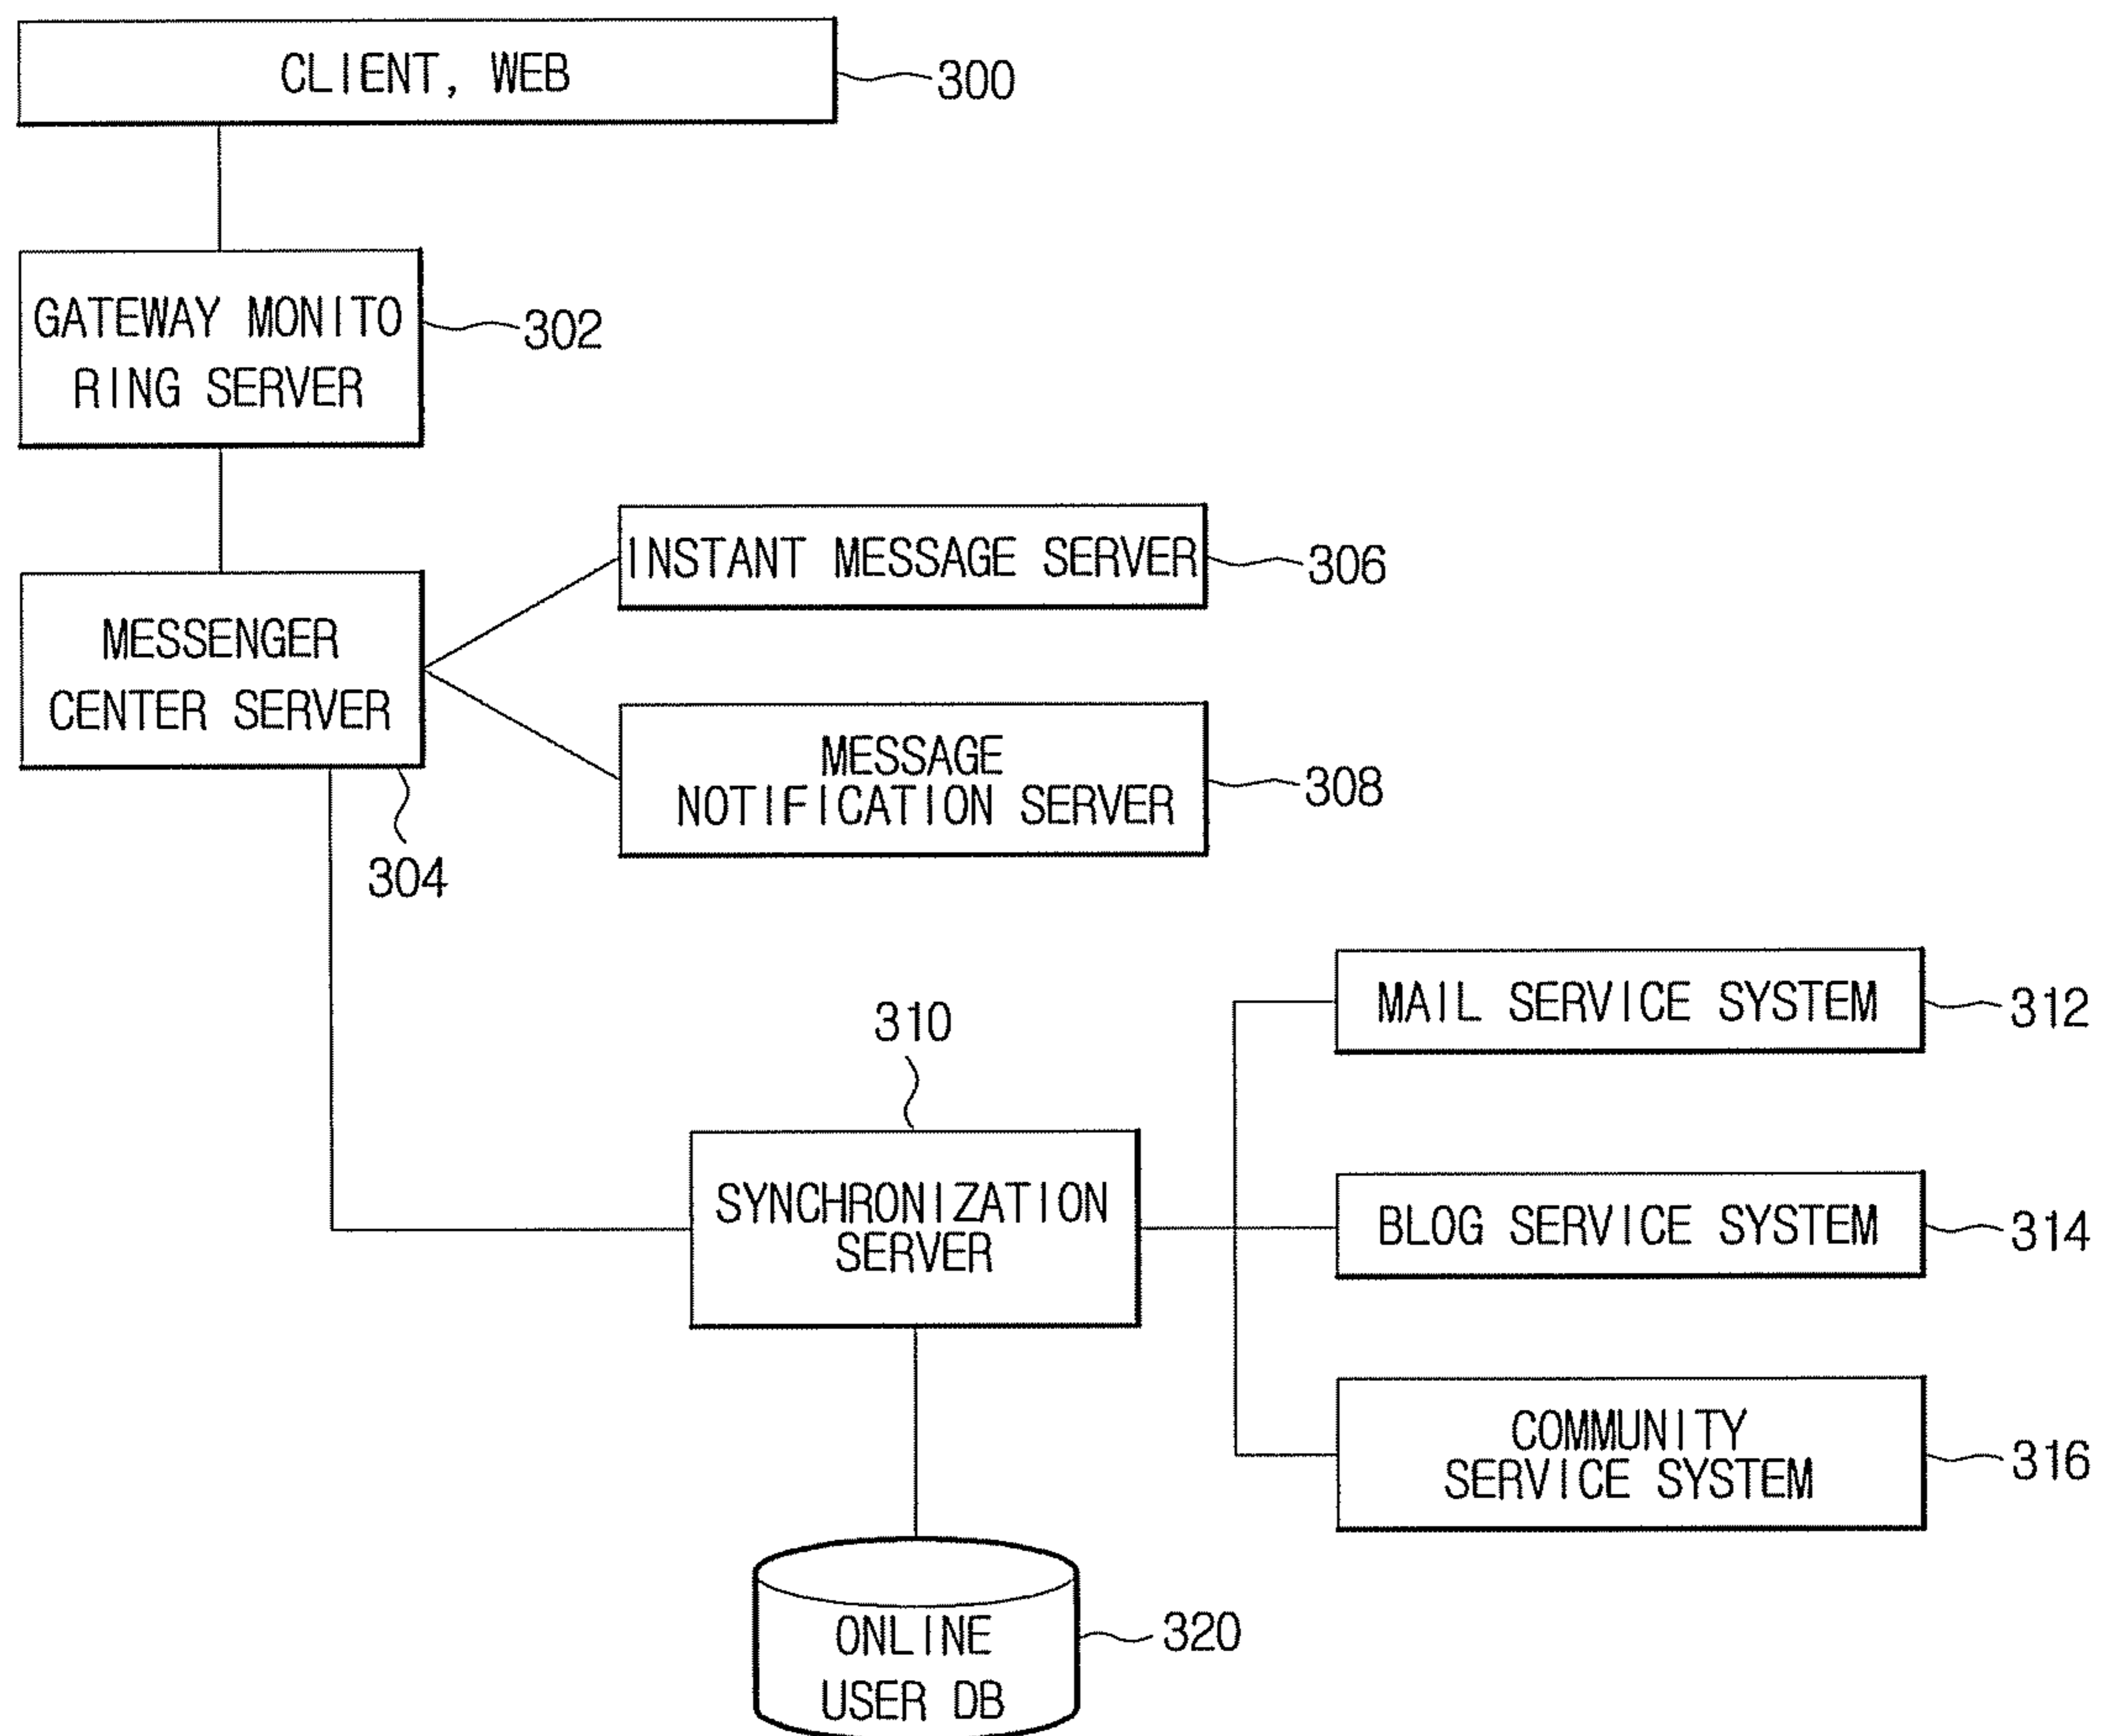 CLIENT, WEB
300
GATEWAY MONITO
RING SERVER
302
INSTANT MESSAGE SERVER
306
MESSENGER
CENTER SERVER
304
MESSAGE
NOTIFICATION SERVER
308
310
SYNCHRONIZATION
SERVER
MAIL SERVICE SYSTEM
312
BLOG SERVICE SYSTEM
314
COMMUNITY
SERVICE SYSTEM
316
ONLINE
USER DB
320